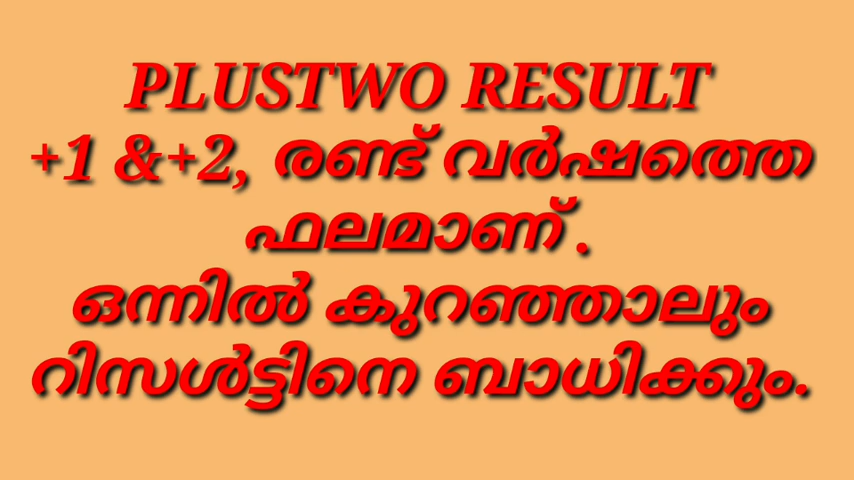 PLUSTWO RESULT
+1 &+2, രണ്ട് വർഷത്തെ
ഫലമാണ് .
ഒന്നിൽ കുറഞ്ഞാലും
റിസൾട്ടിനെ ബാധിക്കും.